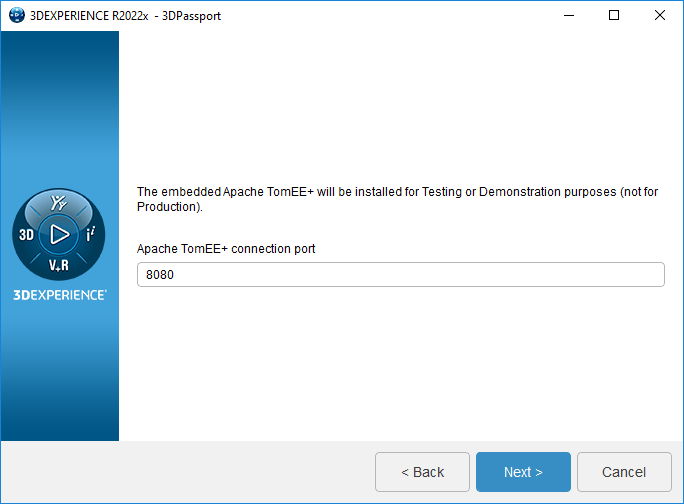 3DEXPERIENCE R2022x - 3DPassport
3D
V+R
3DEXPERIENCE
The embedded Apache TomEE+ will be installed for Testing or Demonstration purposes (not for
Production).
Apache TomEE+ connection port
8080
< Back
Next >
Cancel